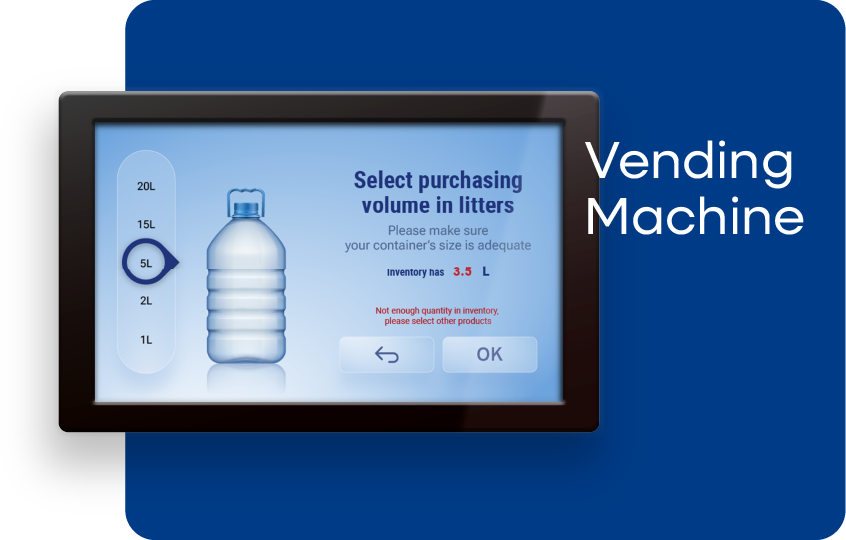 Vending
Machine
20L
15L
5L
2L
1L
Select purchasing
volume in litters
Please make sure
your container's size is adequate
Inventory has 3.5 L
Not enough quantity in inventory,
please select other products
OK